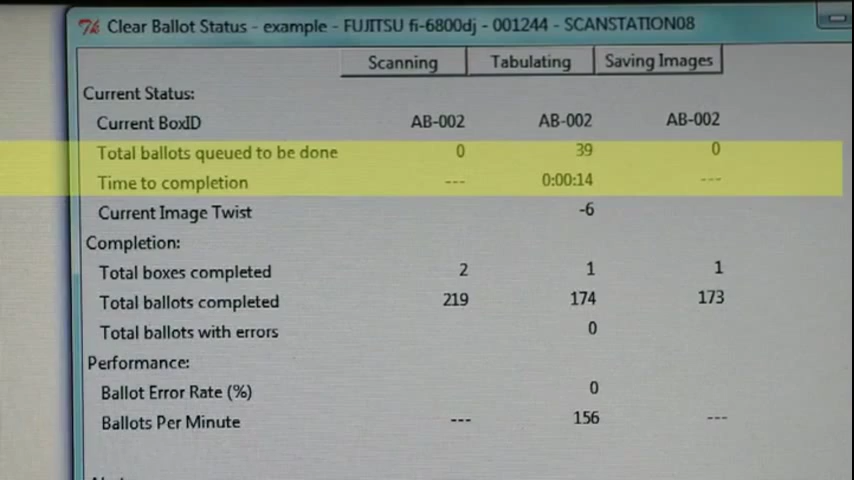 Clear Ballot Status - example - FUJITSU fi-6800dj - 001244 - SCANSTATION08
Scanning Tabulating Saving Images
Current Status:
Current BoxID AB-002 AB-002 AB-002
Total ballots queued to be done 0 39 0
Time to completion --- 0:00:14 ---
Current Image Twist -6
Completion:
Total boxes completed 2 1 1
Total ballots completed 219 174 173
Total ballots with errors 0
Performance:
Ballot Error Rate (%) 0
Ballots Per Minute --- 156 ---